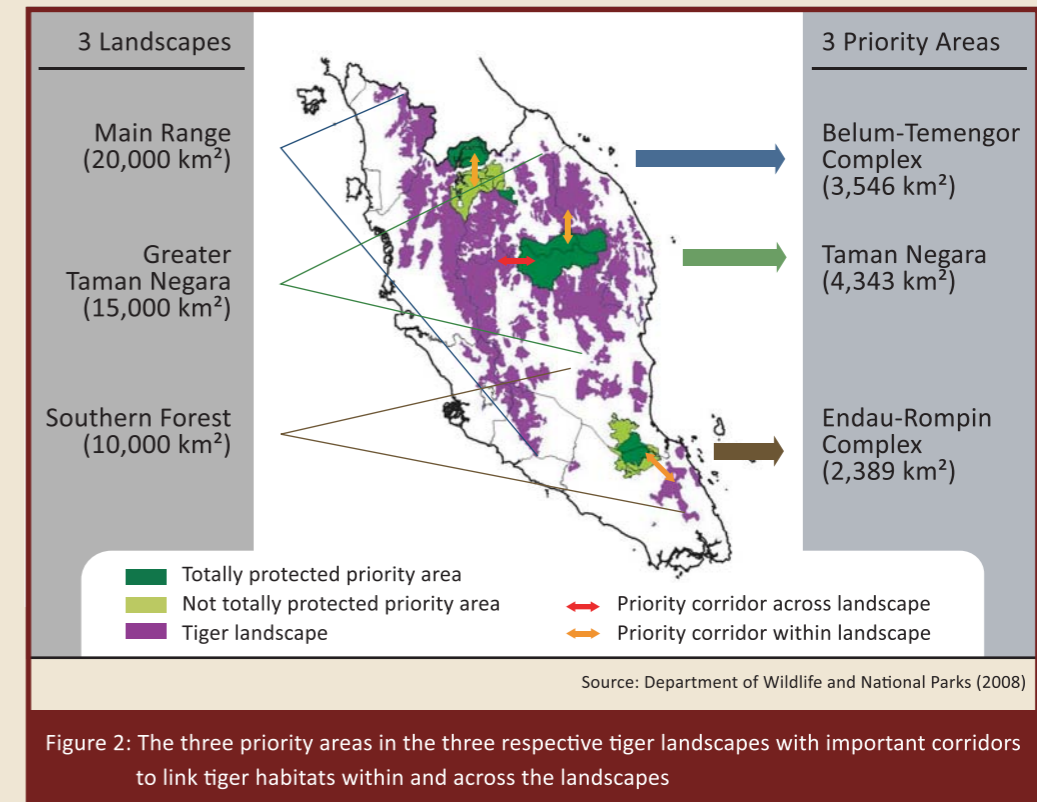 3 Landscapes
Main Range
(20,000 km²)
Greater
Taman Negara
(15,000 km²)
Southern Forest
(10,000 km²)
3 Priority Areas
Belum-Temengor
Complex
(3,546 km²)
Taman Negara
(4,343 km²)
Endau-Rompin
Complex
(2,389 km²)
Totally protected priority area
Not totally protected priority area
Tiger landscape
Priority corridor across landscape
Priority corridor within landscape
Source: Department of Wildlife and National Parks (2008)
Figure 2: The three priority areas in the three respective tiger landscapes with important corridors
to link tiger habitats within and across the landscapes